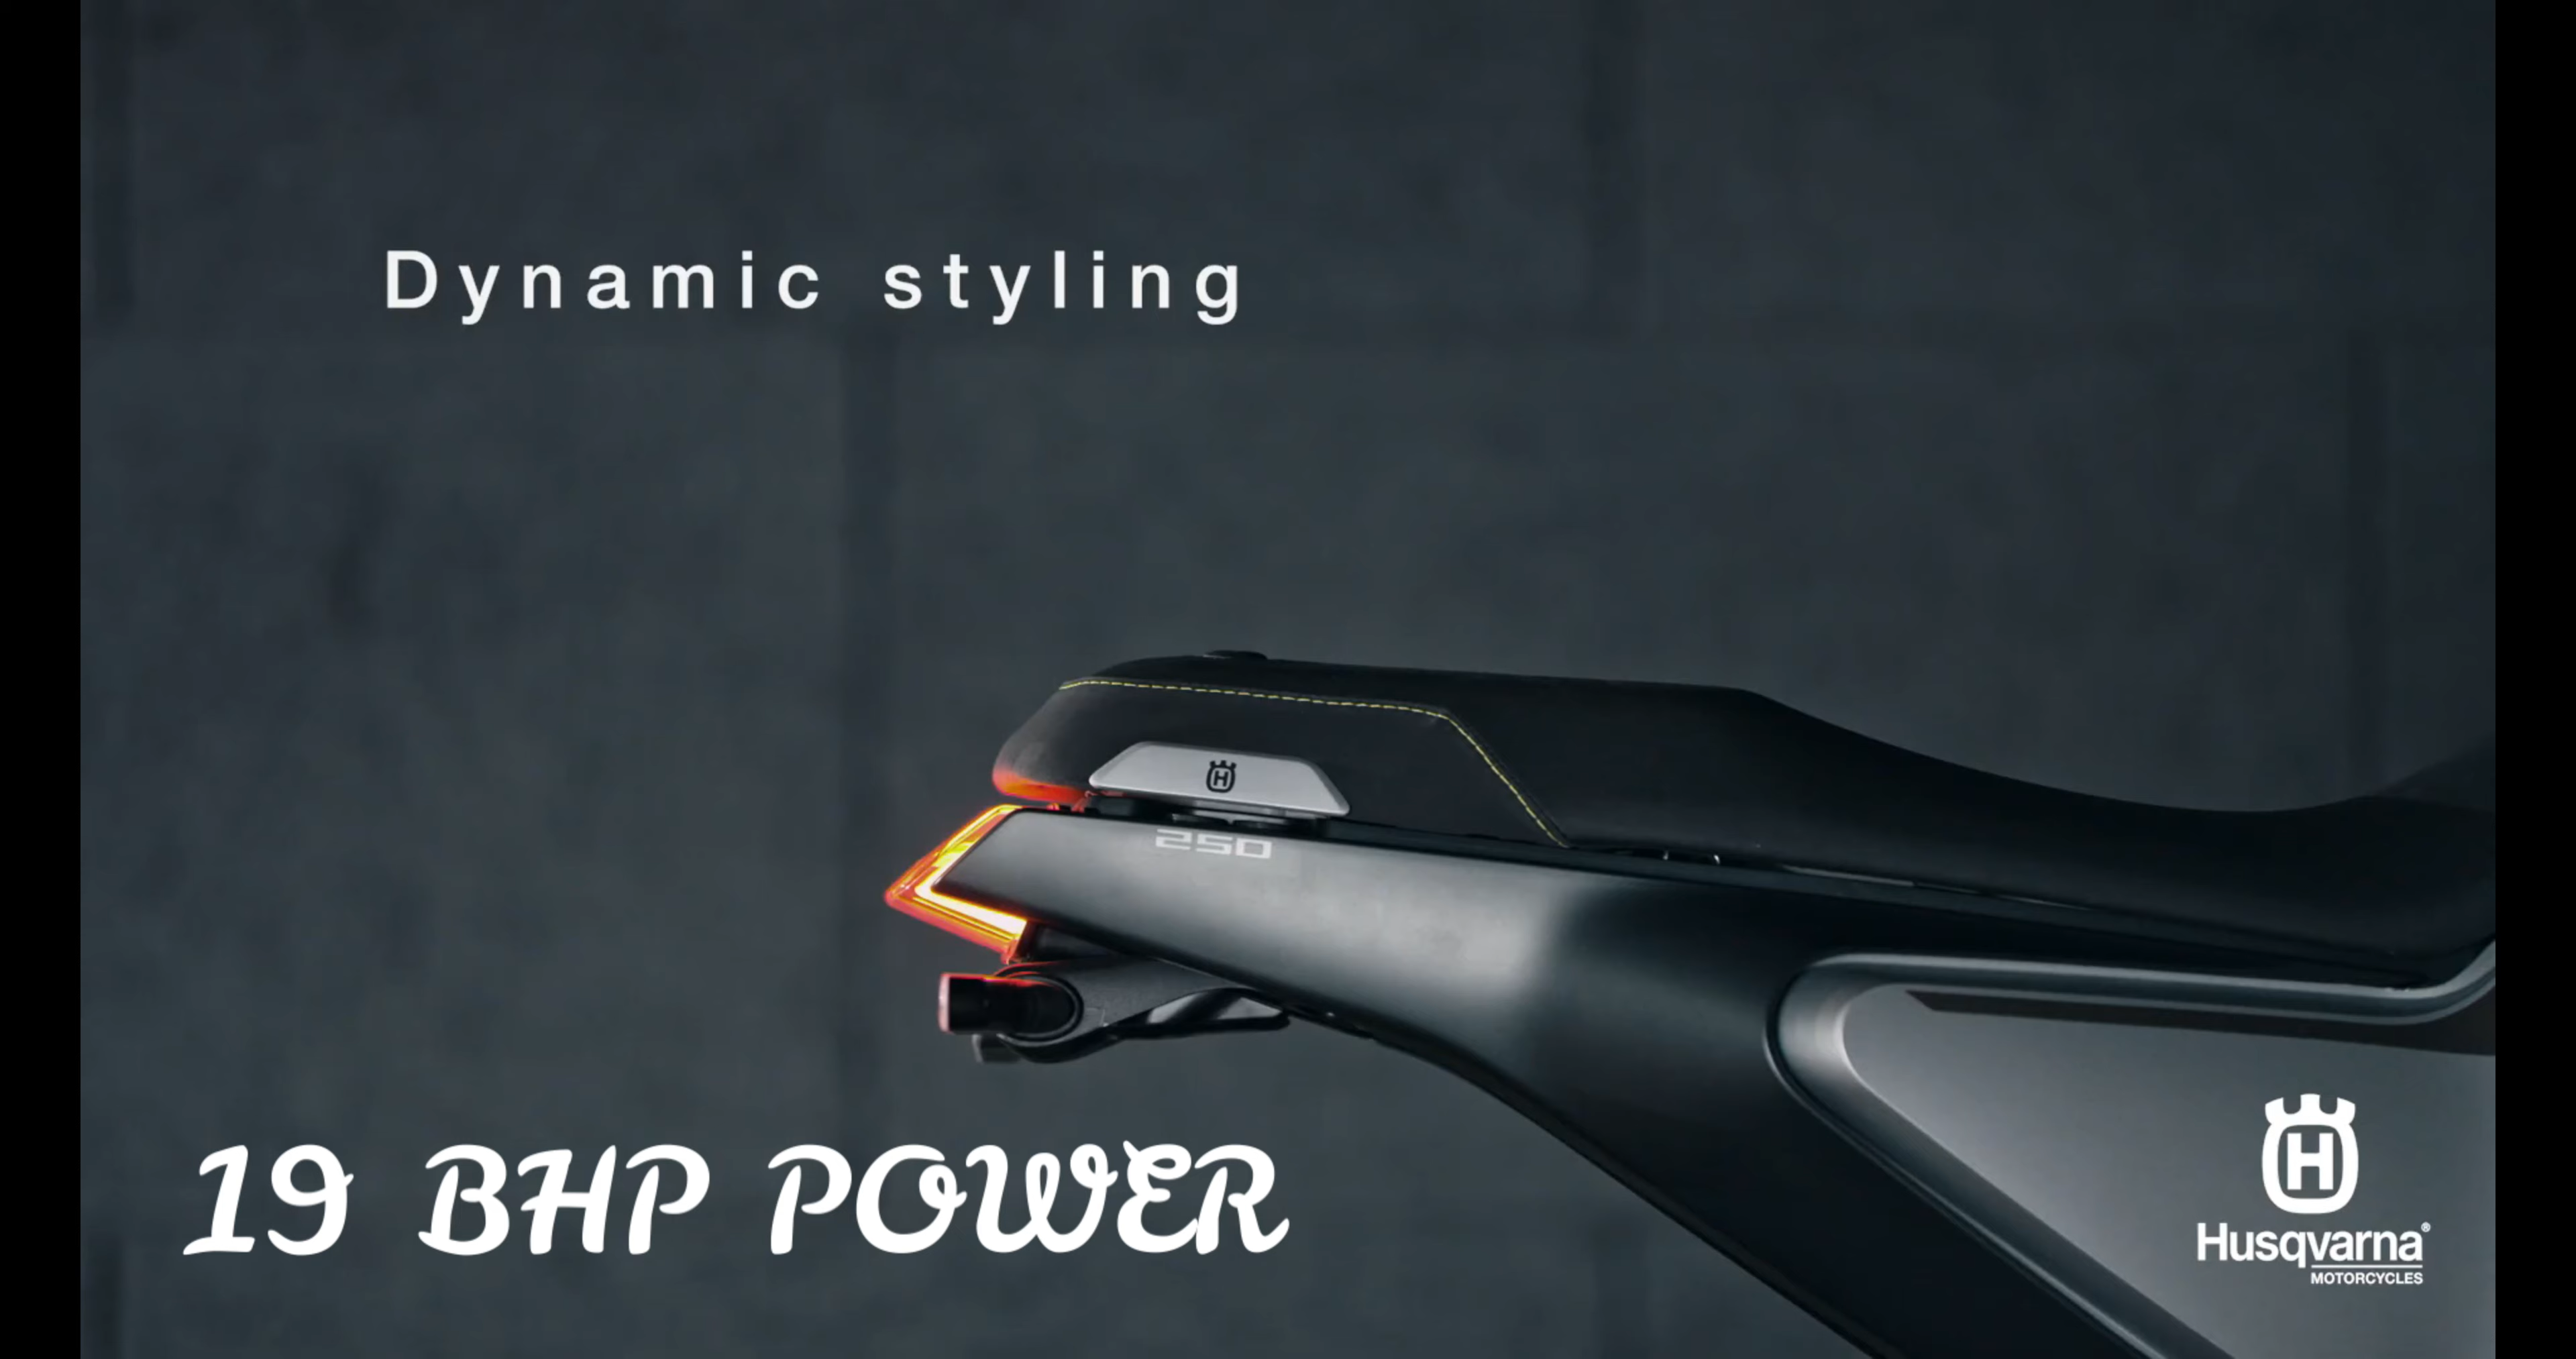 Dynamic styling
250
19 BHP POWER
H
Husqvarna®
MOTORCYCLES